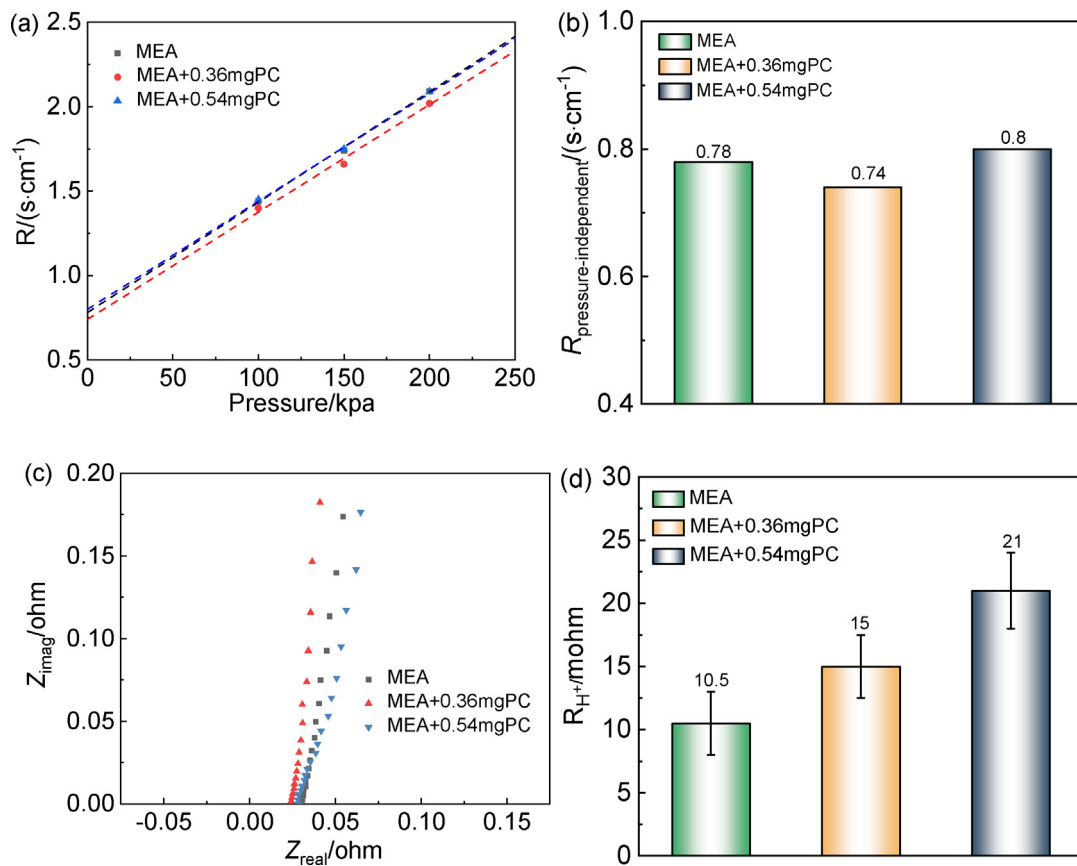 (a)
R/(s·cm⁻¹)
2.5
2.0
1.5
1.0
0.5
MEA
MEA+0.36mgPC
MEA+0.54mgPC
0 50 100 150 200 250
Pressure/kpa
(b)
R pressure-independent/(s·cm⁻¹)
1.0
0.8
0.6
0.4
MEA
MEA+0.36mgPC
MEA+0.54mgPC
0.78
0.74
0.8
(c)
Zimag/ohm
0.20
0.15
0.10
0.05
0.00
MEA
MEA+0.36mgPC
MEA+0.54mgPC
-0.05 0.00 0.05 0.10 0.15
Zreal/ohm
(d)
RH⁺/mohm
30
25
20
15
10
5
0
MEA
MEA+0.36mgPC
MEA+0.54mgPC
10.5
15
21